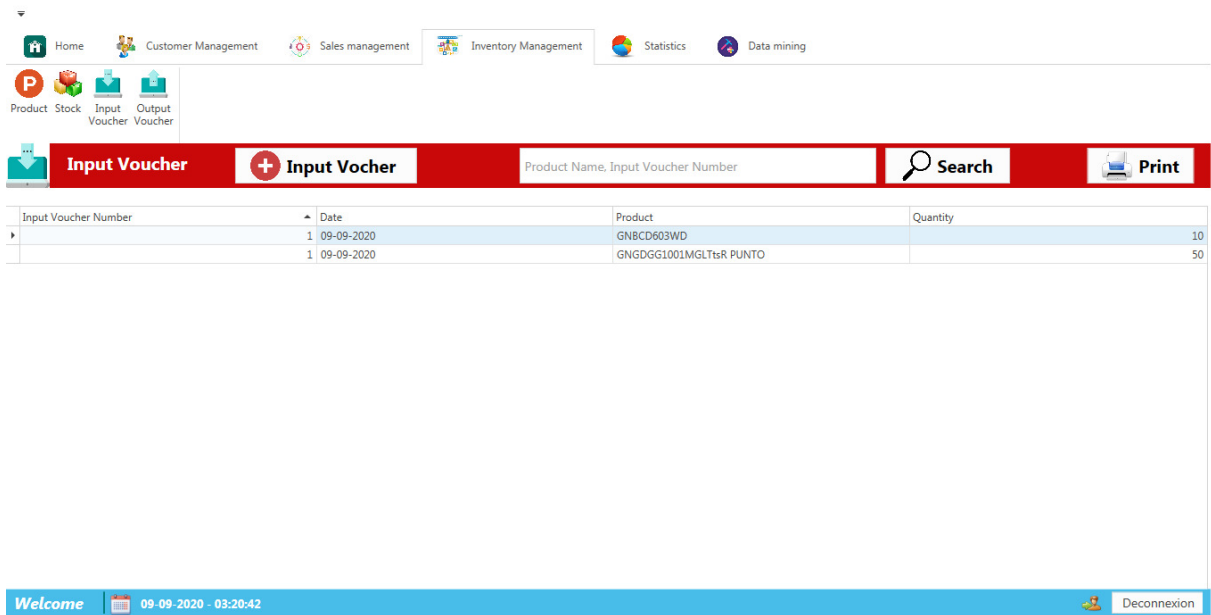 Home Customer Management Sales management Inventory Management Statistics Data mining
P
Product Stock Input Voucher Output Voucher
Input Voucher Input Vocher Product Name, Input Voucher Number Search Print
Input Voucher Number Date Product Quantity
1 09-09-2020 GNBCD603WD 10
1 09-09-2020 GNGDGG1001MGLTtsR PUNTO 50
Welcome 09-09-2020 - 03:20:42 Deconnexion